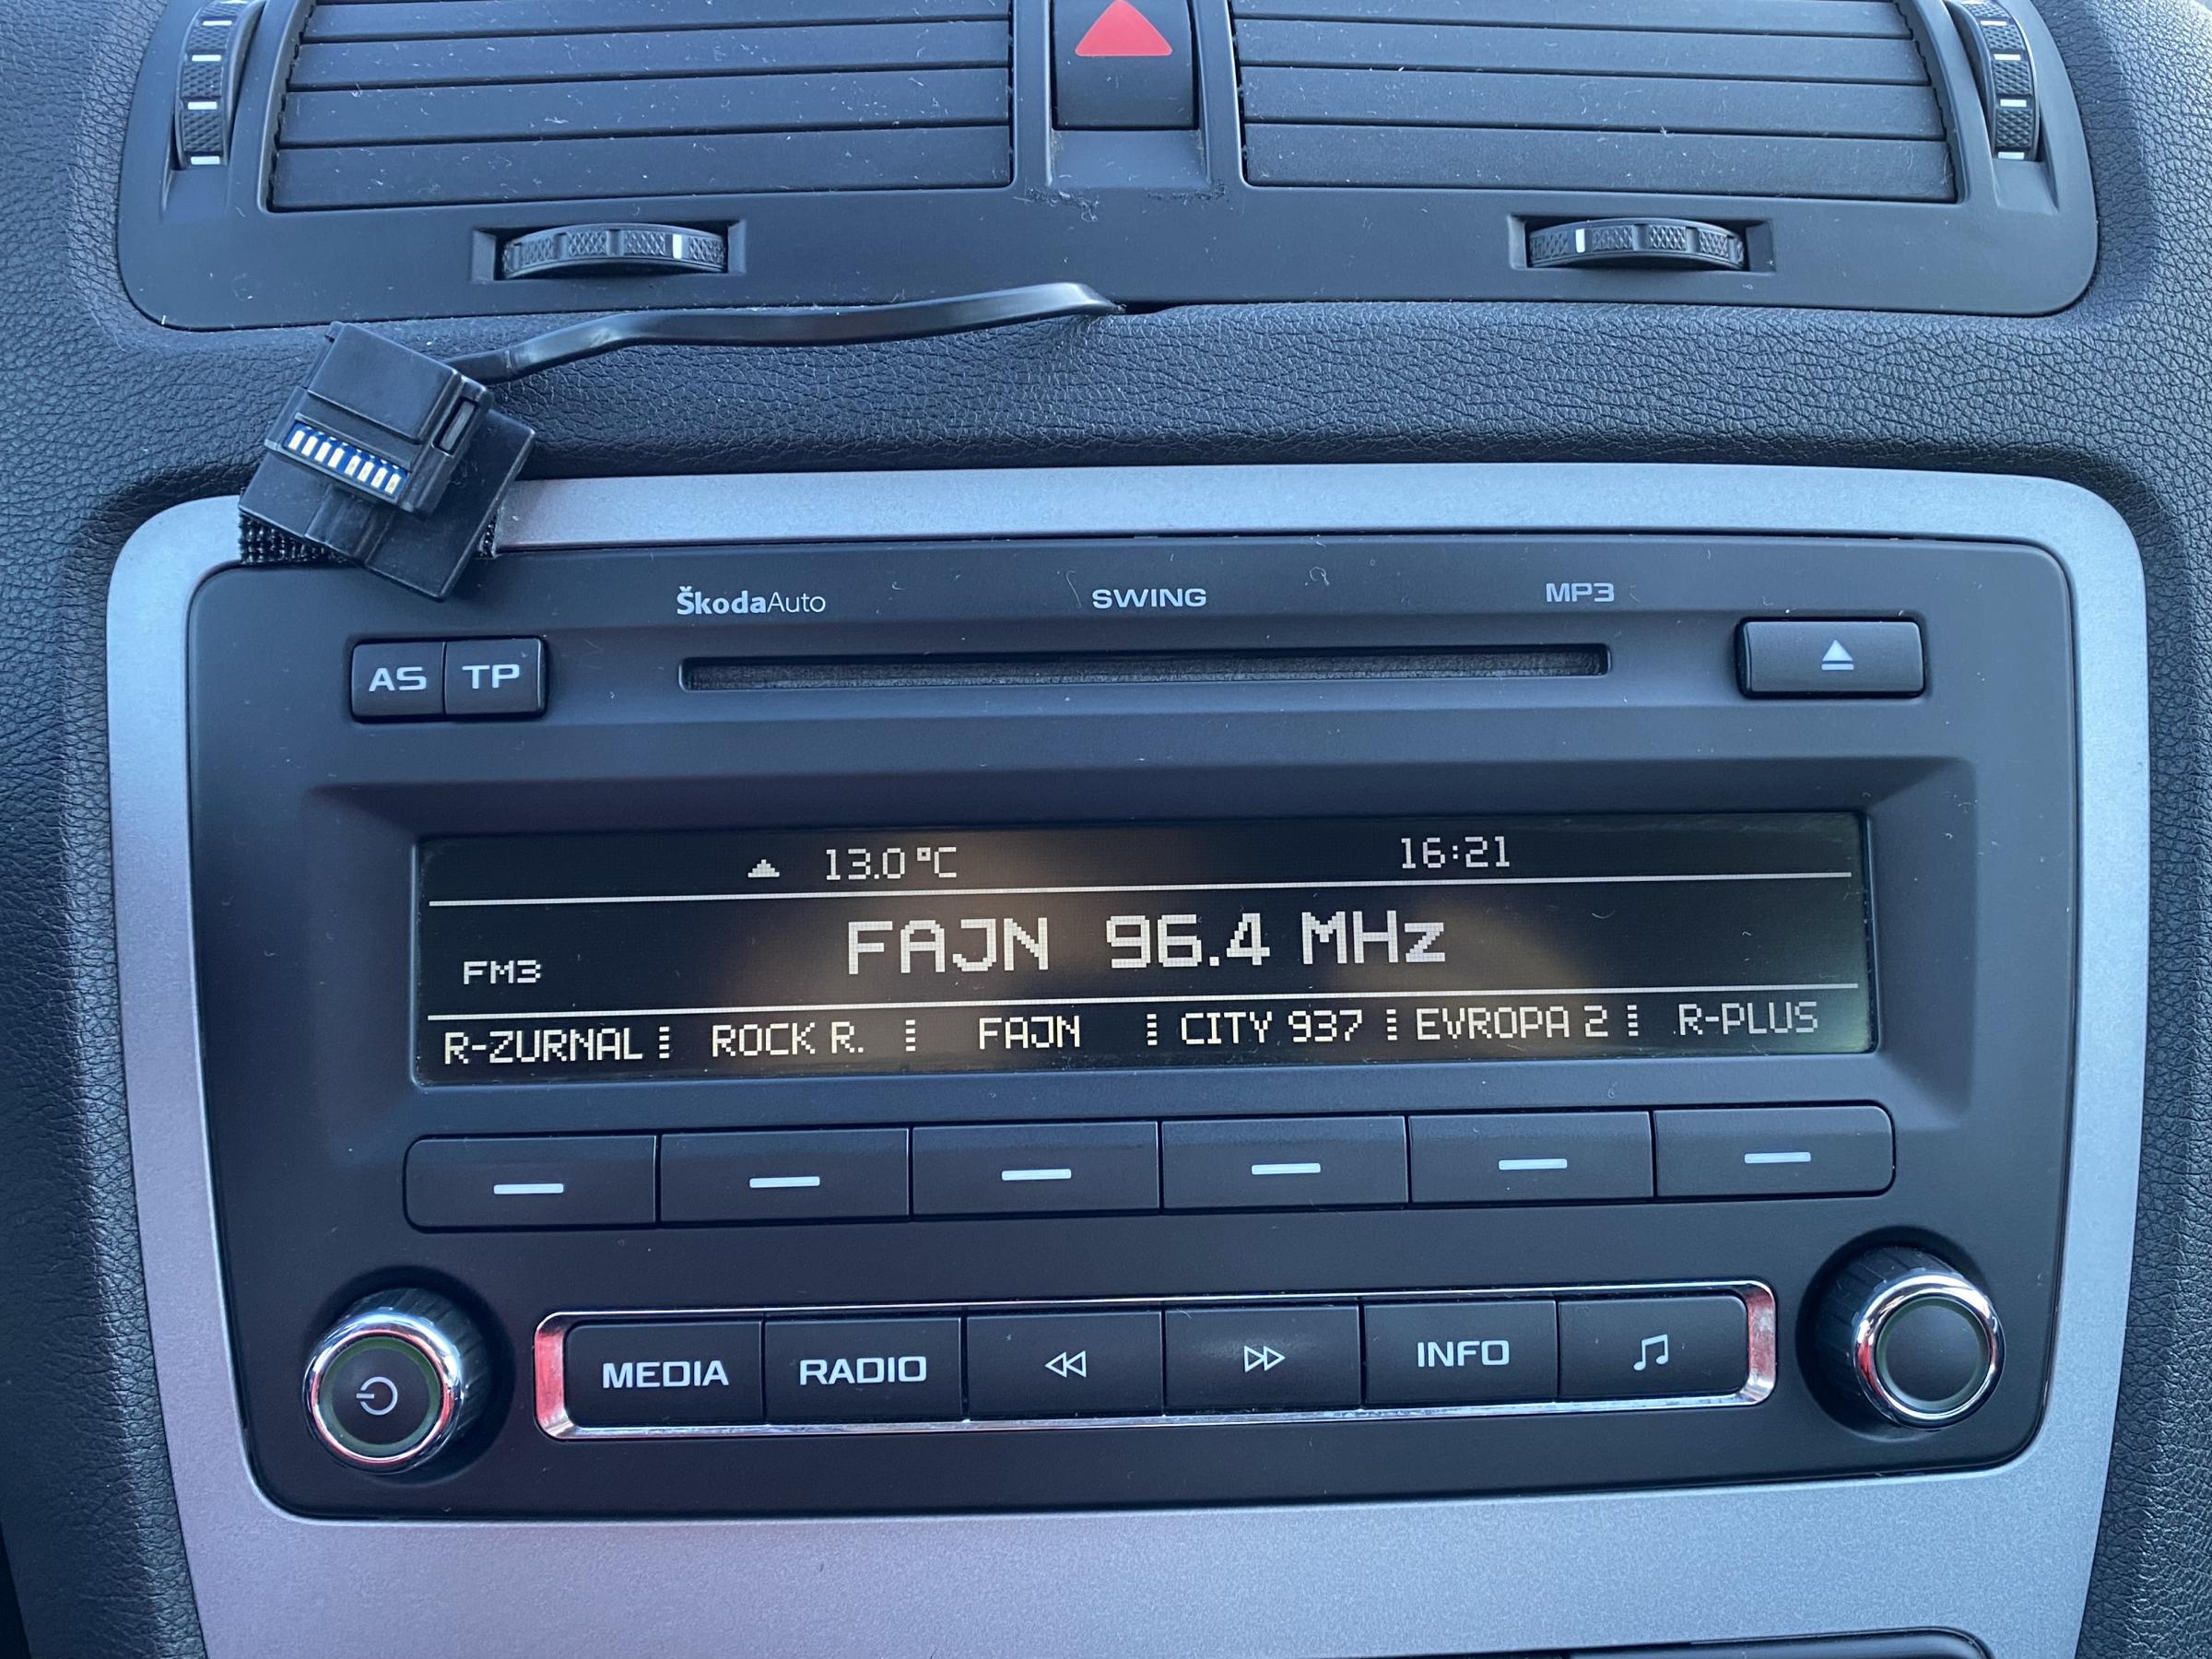 ŠkodaAuto SWING MP3
AS TP
13.0 °C 16:21
FAJN 96.4 MHz
FM3
R-ZURNAL ROCK R. FAJN CITY 937 EVROPA 2 R-PLUS
MEDIA RADIO INFO